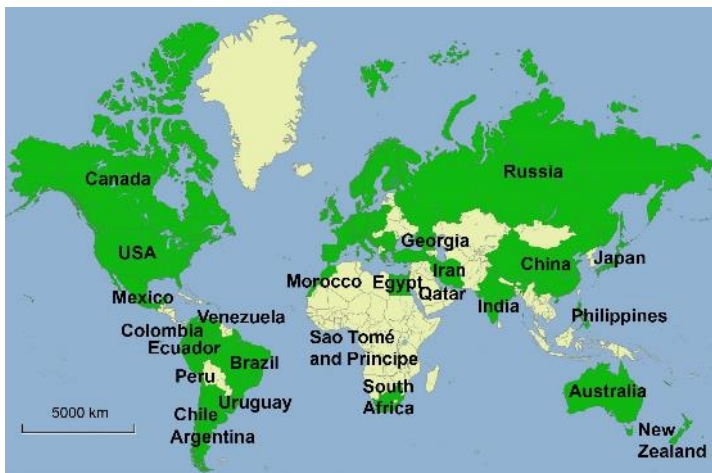 Canada
Russia
USA
Georgia
Iran
China
Japan
Morocco
Egypt
Qatar
India
Mexico
Venezuela
Colombia
Ecuador
Philippines
Sao Tomé
and Principe
Brazil
Peru
South
Africa
Australia
Uruguay
Chile
Argentina
New
Zealand
5000 km